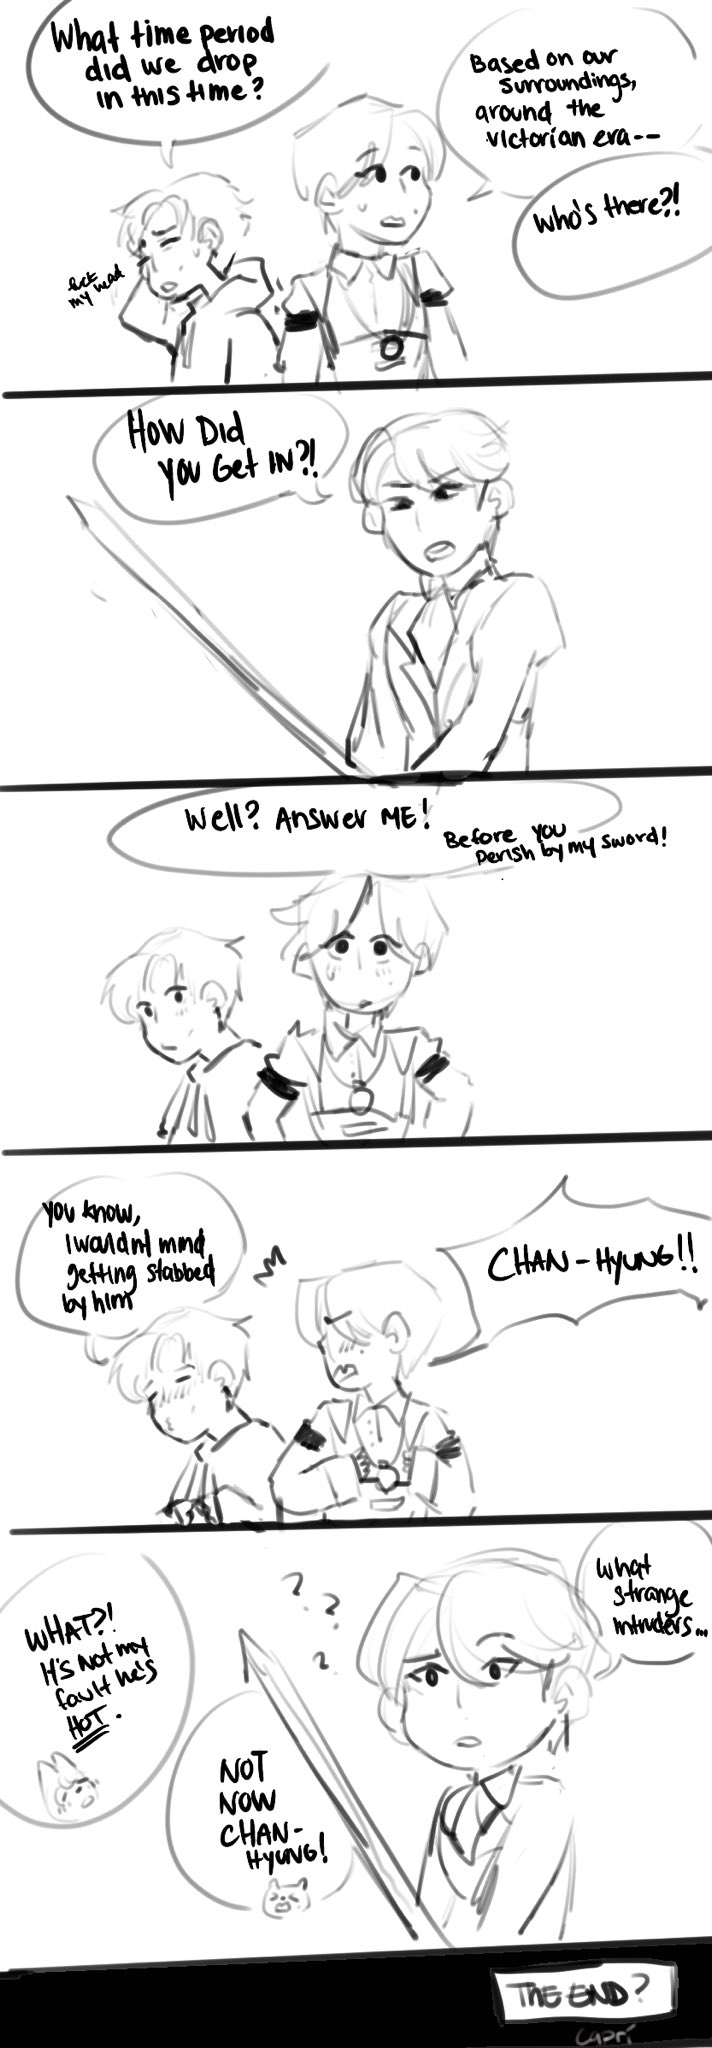 What time period
did we drop
in this time?
Based on our
surroundings,
around the
victorian era--
Who's there?!
fuck
my head
How Did
you Get IN?!
Well? Answer ME!
Before you
perish by my sword!
you know,
I wouldn't mind
getting stabbed
by him
CHAN-HYUNG!!
what
strange
intruders...
WHAT?!
It's not my
fault he's
HOT.
NOT
NOW
CHAN-
HYUNG!
THE END?
capri